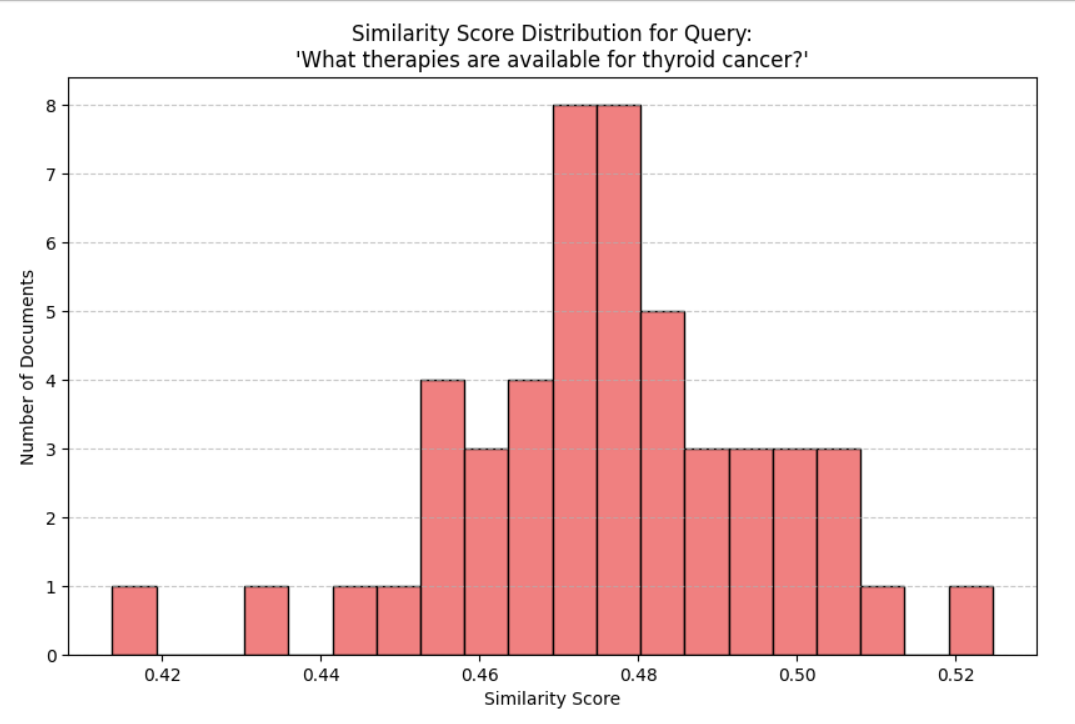 Similarity Score Distribution for Query:
'What therapies are available for thyroid cancer?'
8
7
6
5
4
3
2
1
0
Number of Documents
0.42 0.44 0.46 0.48 0.50 0.52
Similarity Score